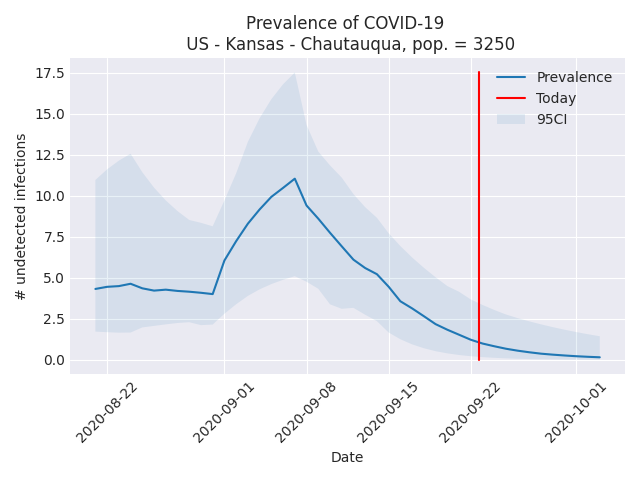 Prevalence of COVID-19
US - Kansas - Chautauqua, pop. = 3250
17.5
15.0
12.5
10.0
7.5
5.0
2.5
0.0
# undetected infections
Prevalence
Today
95CI
2020-08-22
2020-09-01
2020-09-08
2020-09-15
2020-09-22
2020-10-01
Date